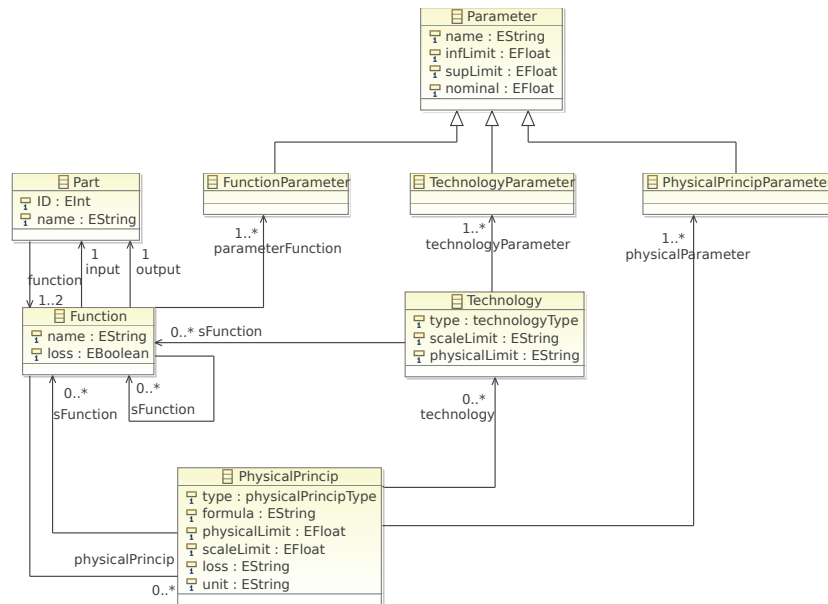 Parameter
name : EString
infLimit : EFloat
supLimit : EFloat
nominal : EFloat
Part
ID : EInt
name : EString
FunctionParameter
TechnologyParameter
PhysicalPrincipParameter
1..*
parameterFunction
1..*
technologyParameter
1..*
physicalParameter
function
1..2
1
input
1
output
Function
name : EString
loss : EBoolean
0..* sFunction
Technology
type : technologyType
scaleLimit : EString
physicalLimit : EString
0..*
sFunction
0..*
sFunction
0..*
technology
PhysicalPrincip
type : physicalPrincipType
formula : EString
physicalLimit : EFloat
scaleLimit : EFloat
loss : EString
unit : EString
physicalPrincip
0..*